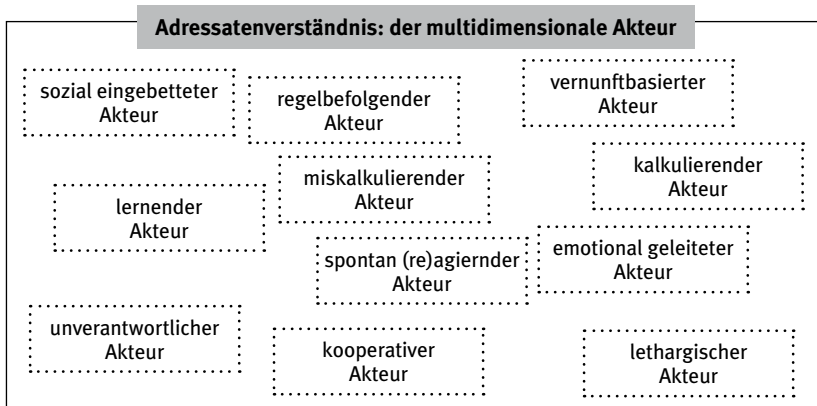 Adressatenverständnis: der multidimensionale Akteur
sozial eingebetteter
Akteur
regelbefolgender
Akteur
vernunftbasierter
Akteur
miskalkulierender
Akteur
kalkulierender
Akteur
lernender
Akteur
spontan (re)agiernder
Akteur
emotional geleiteter
Akteur
unverantwortlicher
Akteur
kooperativer
Akteur
lethargischer
Akteur